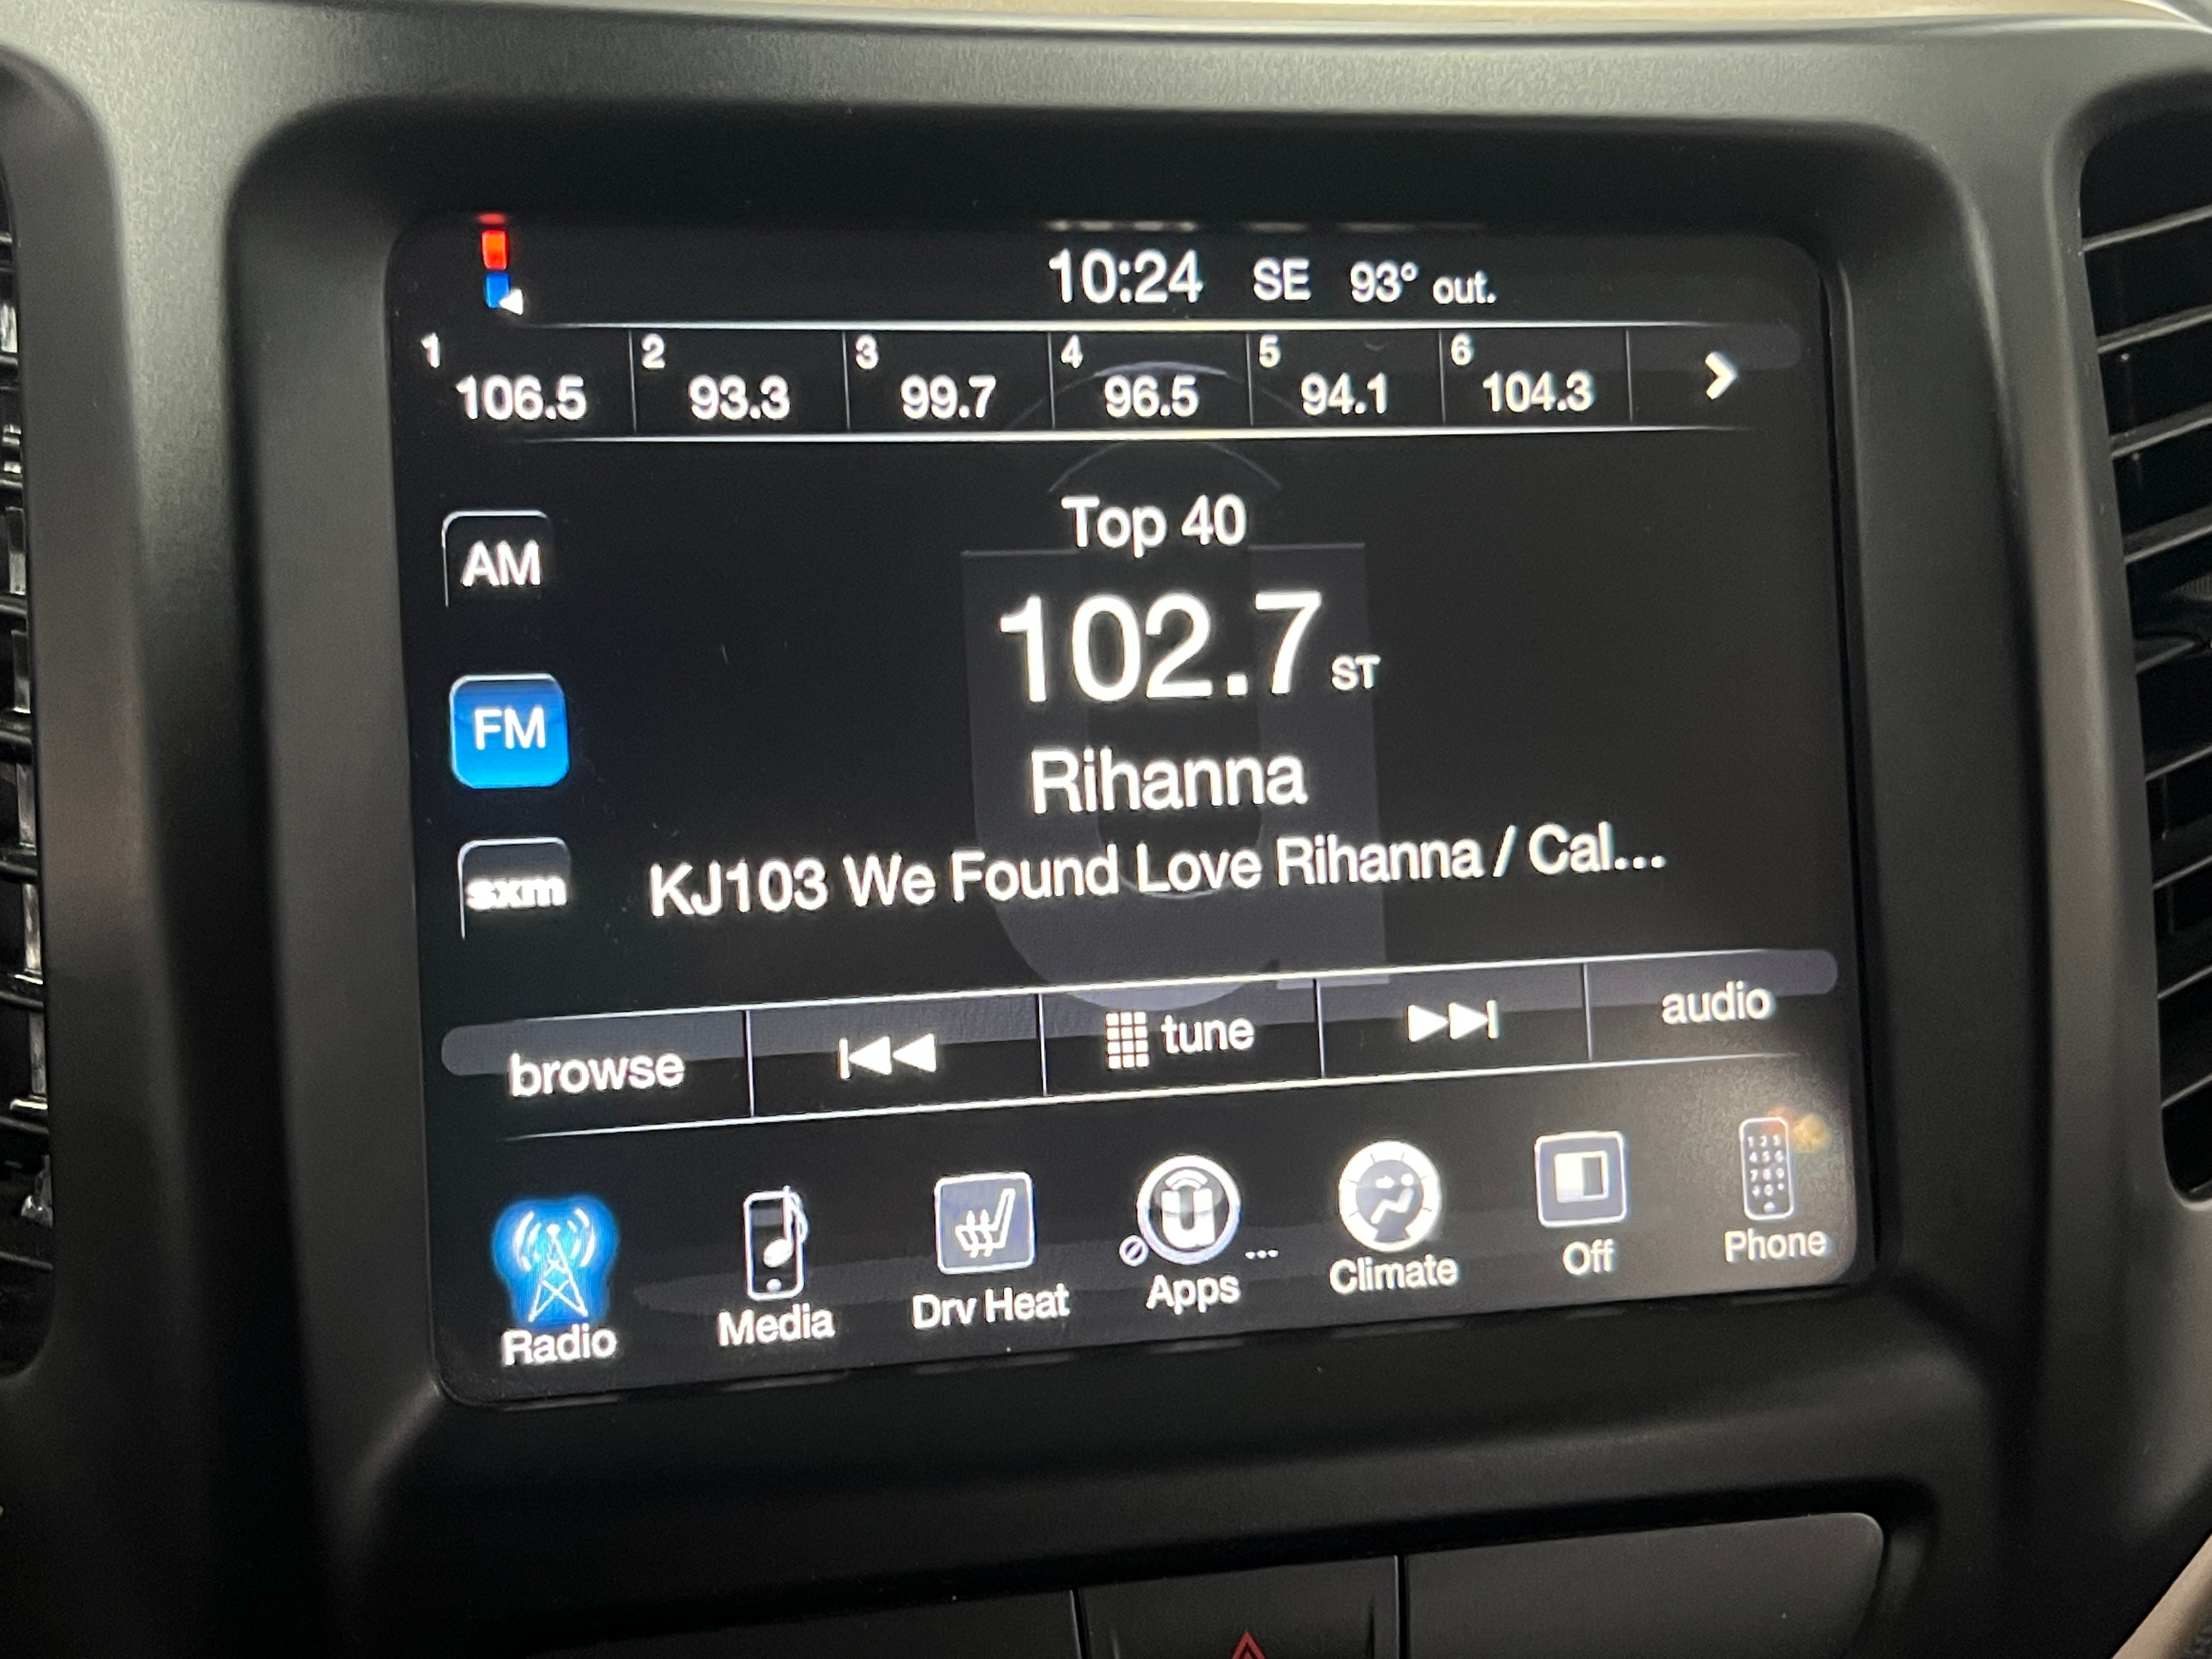 10:24 SE 93° out.
1 106.5 2 93.3 3 99.7 4 96.5 5 94.1 6 104.3
Top 40
AM
102.7 ST
FM
Rihanna
sxm
KJ103 We Found Love Rihanna / Cal...
browse tune audio
Radio Media Drv Heat Apps ... Climate Off Phone